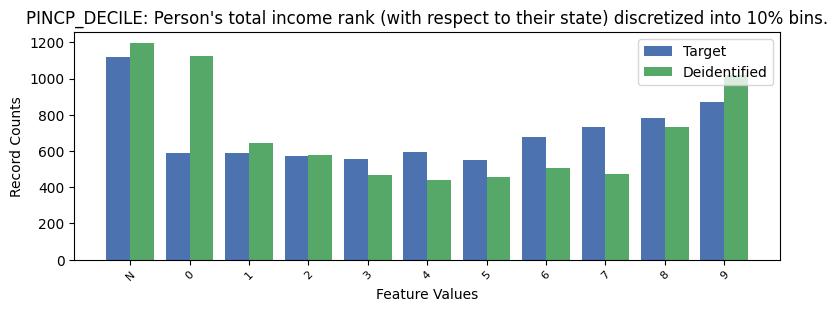 PINCP_DECILE: Person's total income rank (with respect to their state) discretized into 10% bins.
1200
1000
800
600
400
200
0
Record Counts
Target
Deidentified
N 0 1 2 3 4 5 6 7 8 9
Feature Values